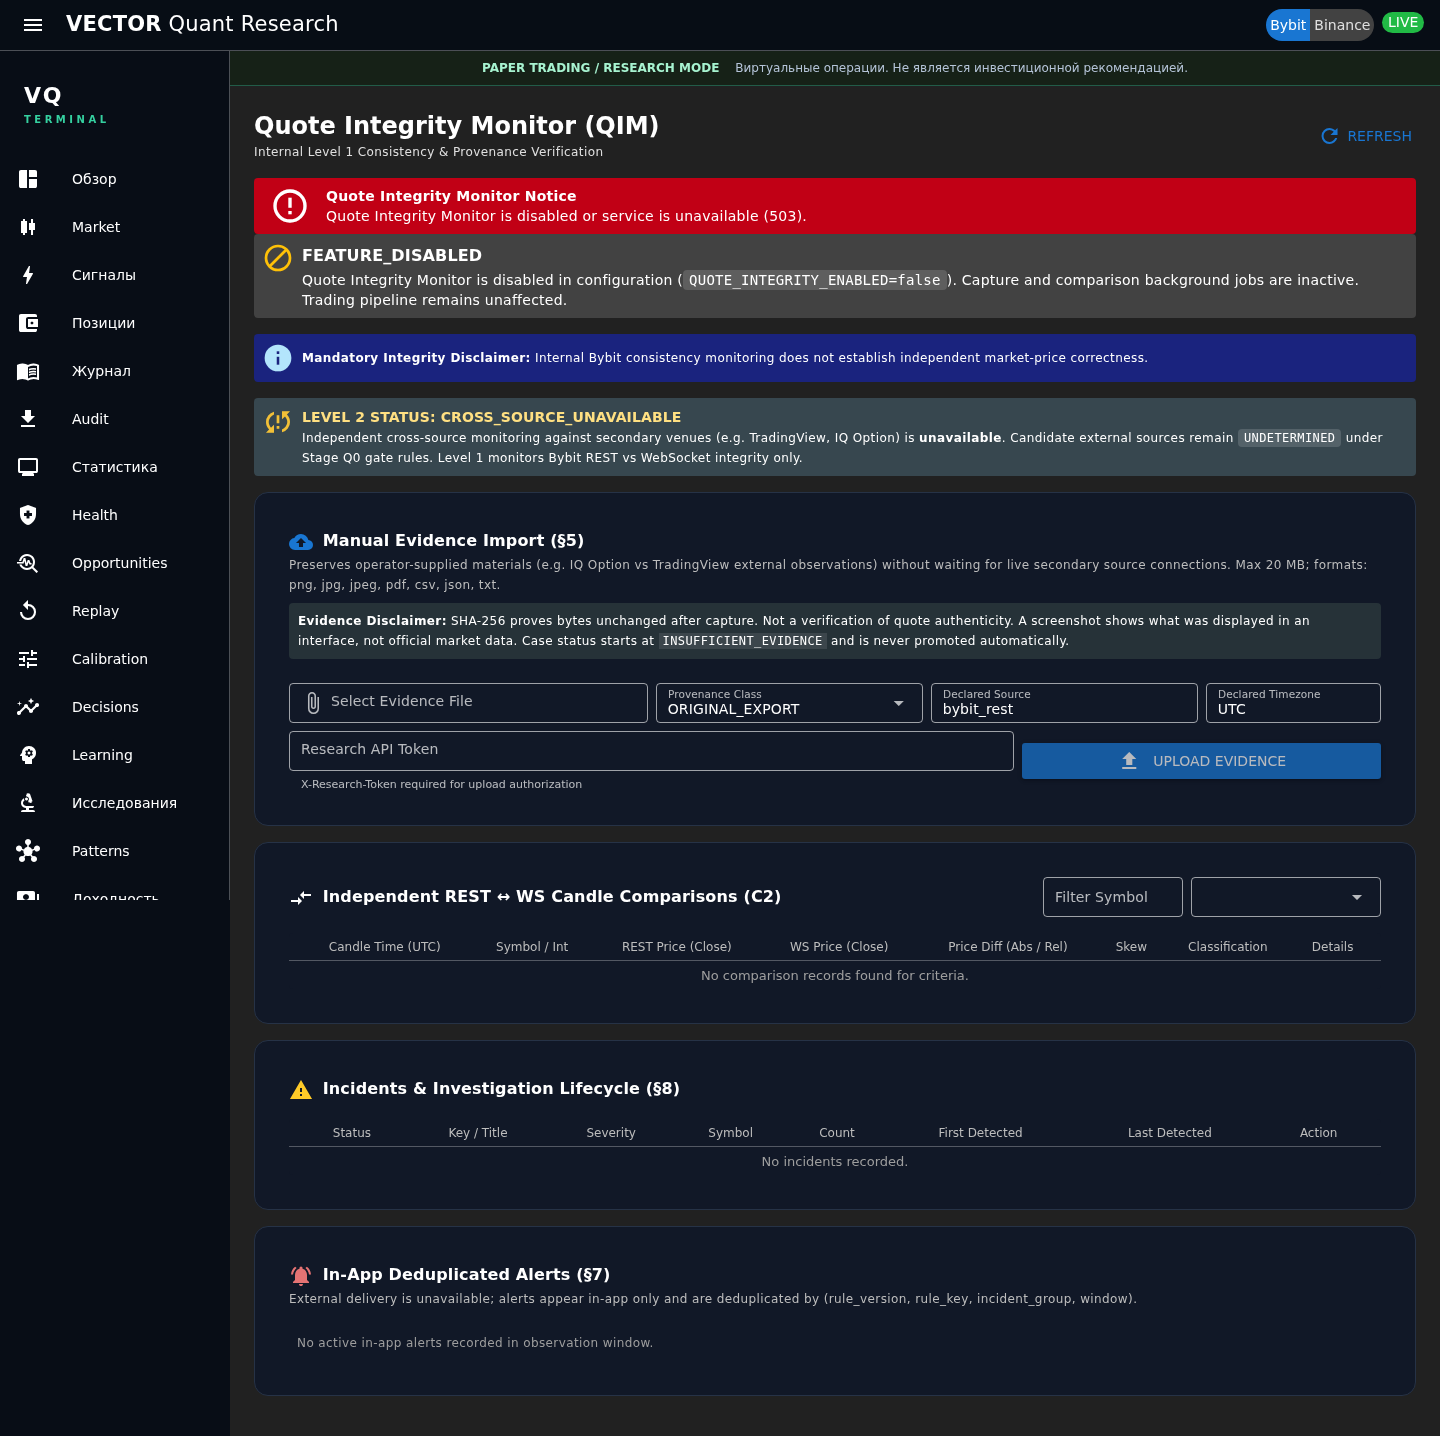 VECTOR Quant Research
Bybit Binance LIVE
PAPER TRADING / RESEARCH MODE Виртуальные операции. Не является инвестиционной рекомендацией.
VQ
TERMINAL
Обзор
Market
Сигналы
Позиции
Журнал
Audit
Статистика
Health
Opportunities
Replay
Calibration
Decisions
Learning
Исследования
Patterns
Доходность
Quote Integrity Monitor (QIM)
Internal Level 1 Consistency & Provenance Verification
REFRESH
Quote Integrity Monitor Notice
Quote Integrity Monitor is disabled or service is unavailable (503).
FEATURE_DISABLED
Quote Integrity Monitor is disabled in configuration ( QUOTE_INTEGRITY_ENABLED=false ). Capture and comparison background jobs are inactive.
Trading pipeline remains unaffected.
Mandatory Integrity Disclaimer: Internal Bybit consistency monitoring does not establish independent market-price correctness.
LEVEL 2 STATUS: CROSS_SOURCE_UNAVAILABLE
Independent cross-source monitoring against secondary venues (e.g. TradingView, IQ Option) is unavailable. Candidate external sources remain UNDETERMINED under
Stage Q0 gate rules. Level 1 monitors Bybit REST vs WebSocket integrity only.
Manual Evidence Import (§5)
Preserves operator-supplied materials (e.g. IQ Option vs TradingView external observations) without waiting for live secondary source connections. Max 20 MB; formats:
png, jpg, jpeg, pdf, csv, json, txt.
Evidence Disclaimer: SHA-256 proves bytes unchanged after capture. Not a verification of quote authenticity. A screenshot shows what was displayed in an
interface, not official market data. Case status starts at INSUFFICIENT_EVIDENCE and is never promoted automatically.
Select Evidence File
Provenance Class
ORIGINAL_EXPORT
Declared Source
bybit_rest
Declared Timezone
UTC
Research API Token
X-Research-Token required for upload authorization
UPLOAD EVIDENCE
Independent REST ↔ WS Candle Comparisons (C2)
Filter Symbol
Candle Time (UTC) Symbol / Int REST Price (Close) WS Price (Close) Price Diff (Abs / Rel) Skew Classification Details
No comparison records found for criteria.
Incidents & Investigation Lifecycle (§8)
Status Key / Title Severity Symbol Count First Detected Last Detected Action
No incidents recorded.
In-App Deduplicated Alerts (§7)
External delivery is unavailable; alerts appear in-app only and are deduplicated by (rule_version, rule_key, incident_group, window).
No active in-app alerts recorded in observation window.